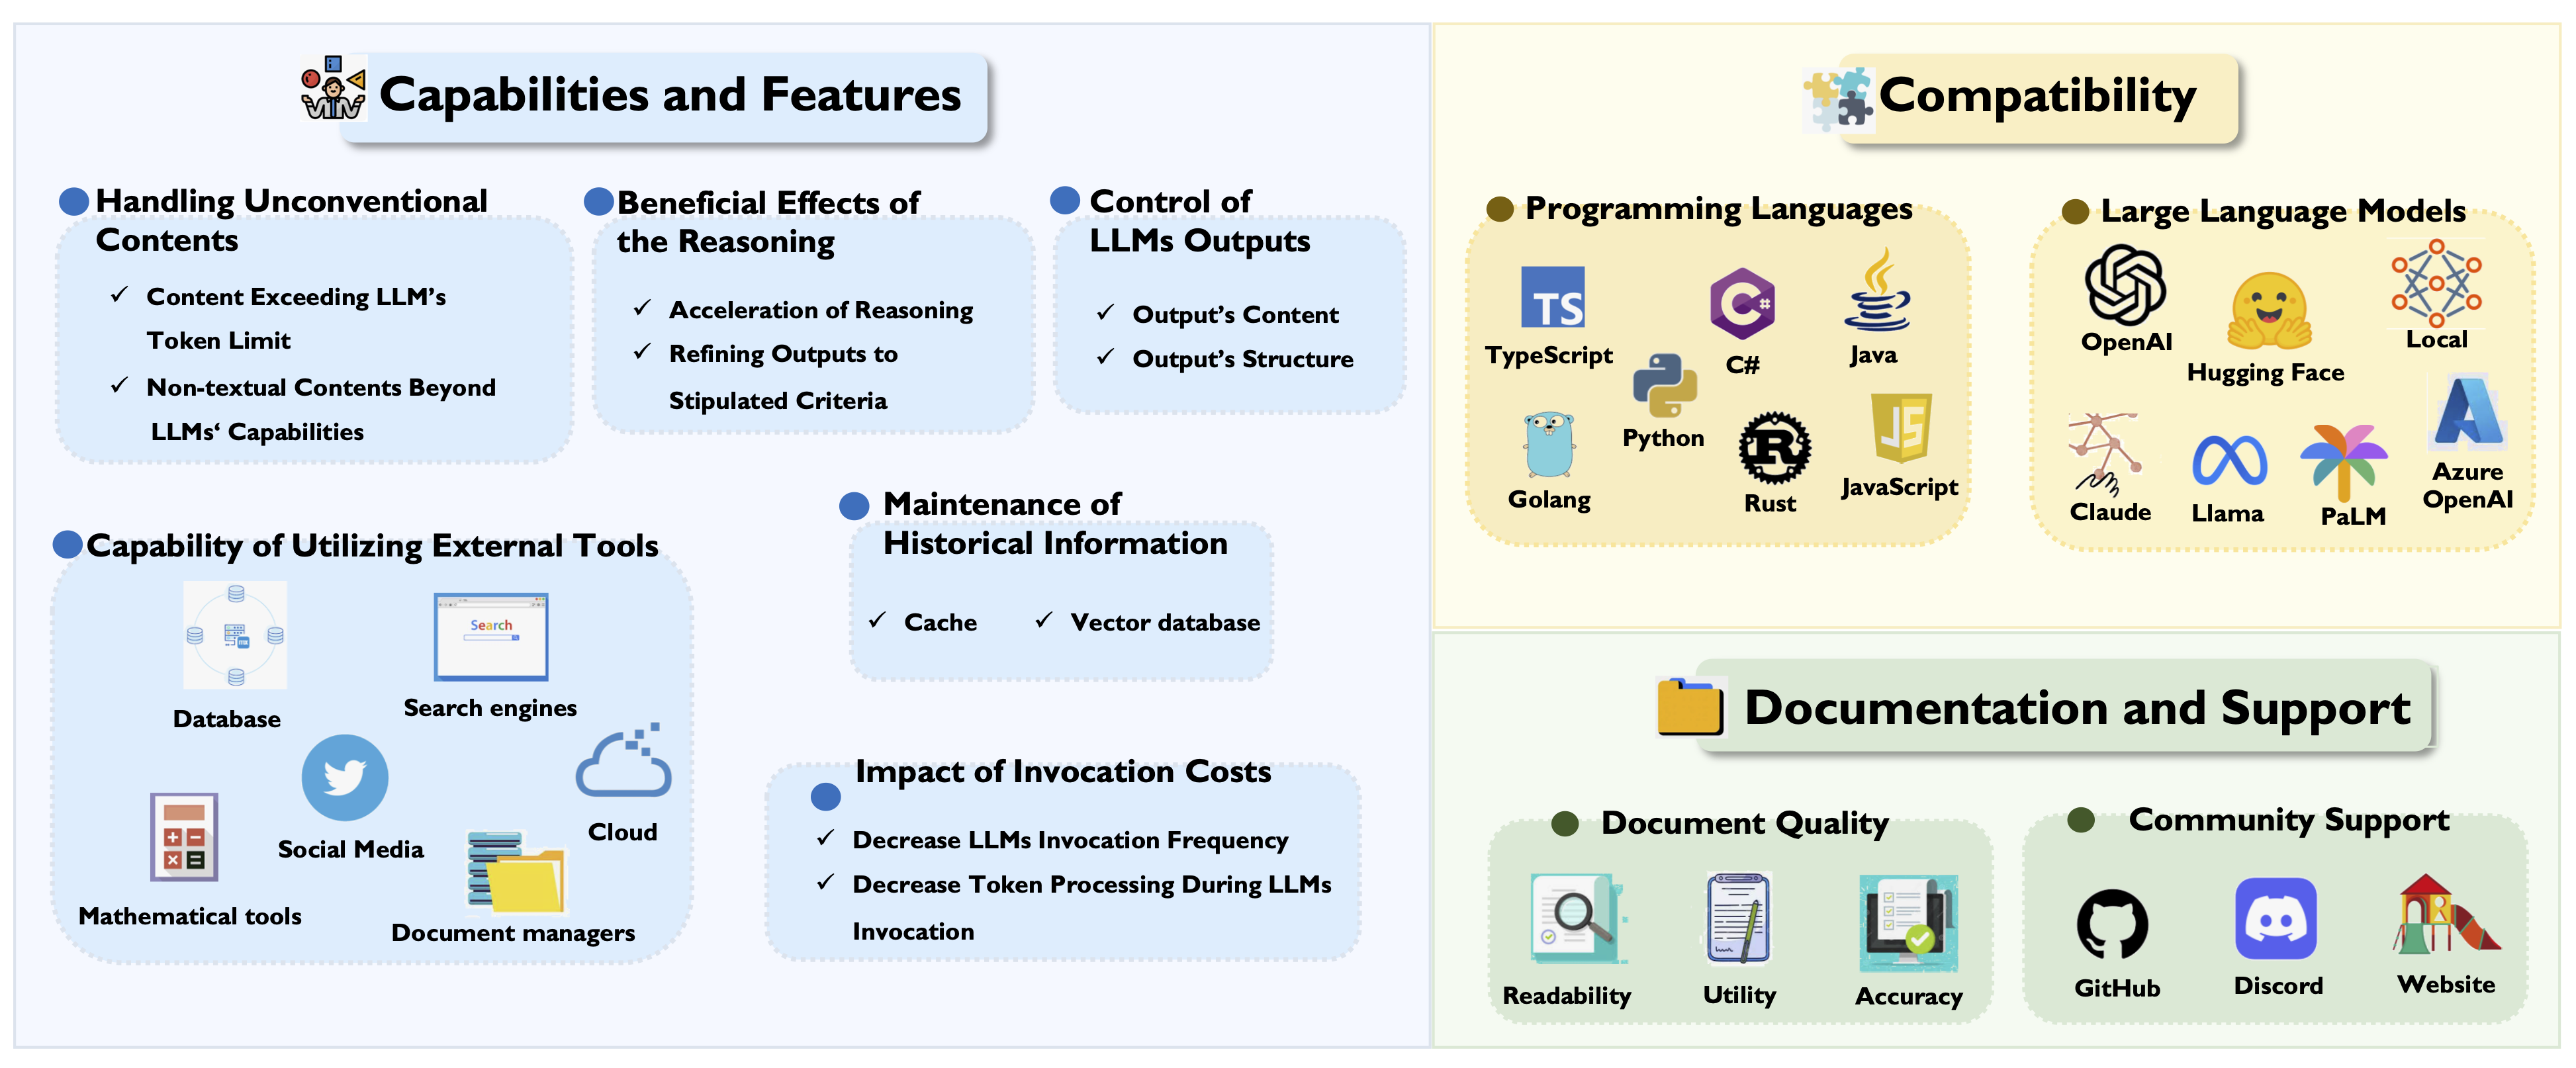 Capabilities and Features
Handling Unconventional
Contents
✓ Content Exceeding LLM's
Token Limit
✓ Non-textual Contents Beyond
LLMs‘ Capabilities
Beneficial Effects of
the Reasoning
✓ Acceleration of Reasoning
✓ Refining Outputs to
Stipulated Criteria
Control of
LLMs Outputs
✓ Output's Content
✓ Output's Structure
Capability of Utilizing External Tools
Database
Search
Search engines
Social Media
Cloud
Mathematical tools
Document managers
Maintenance of
Historical Information
✓ Cache
✓ Vector database
Impact of Invocation Costs
✓ Decrease LLMs Invocation Frequency
✓ Decrease Token Processing During LLMs
Invocation
Compatibility
Programming Languages
TS
TypeScript
C#
C#
Java
Python
Golang
R
Rust
JS
JavaScript
Large Language Models
OpenAI
Hugging Face
Local
Claude
Llama
PaLM
Azure
OpenAI
Documentation and Support
Document Quality
Readability
Utility
Accuracy
Community Support
GitHub
Discord
Website